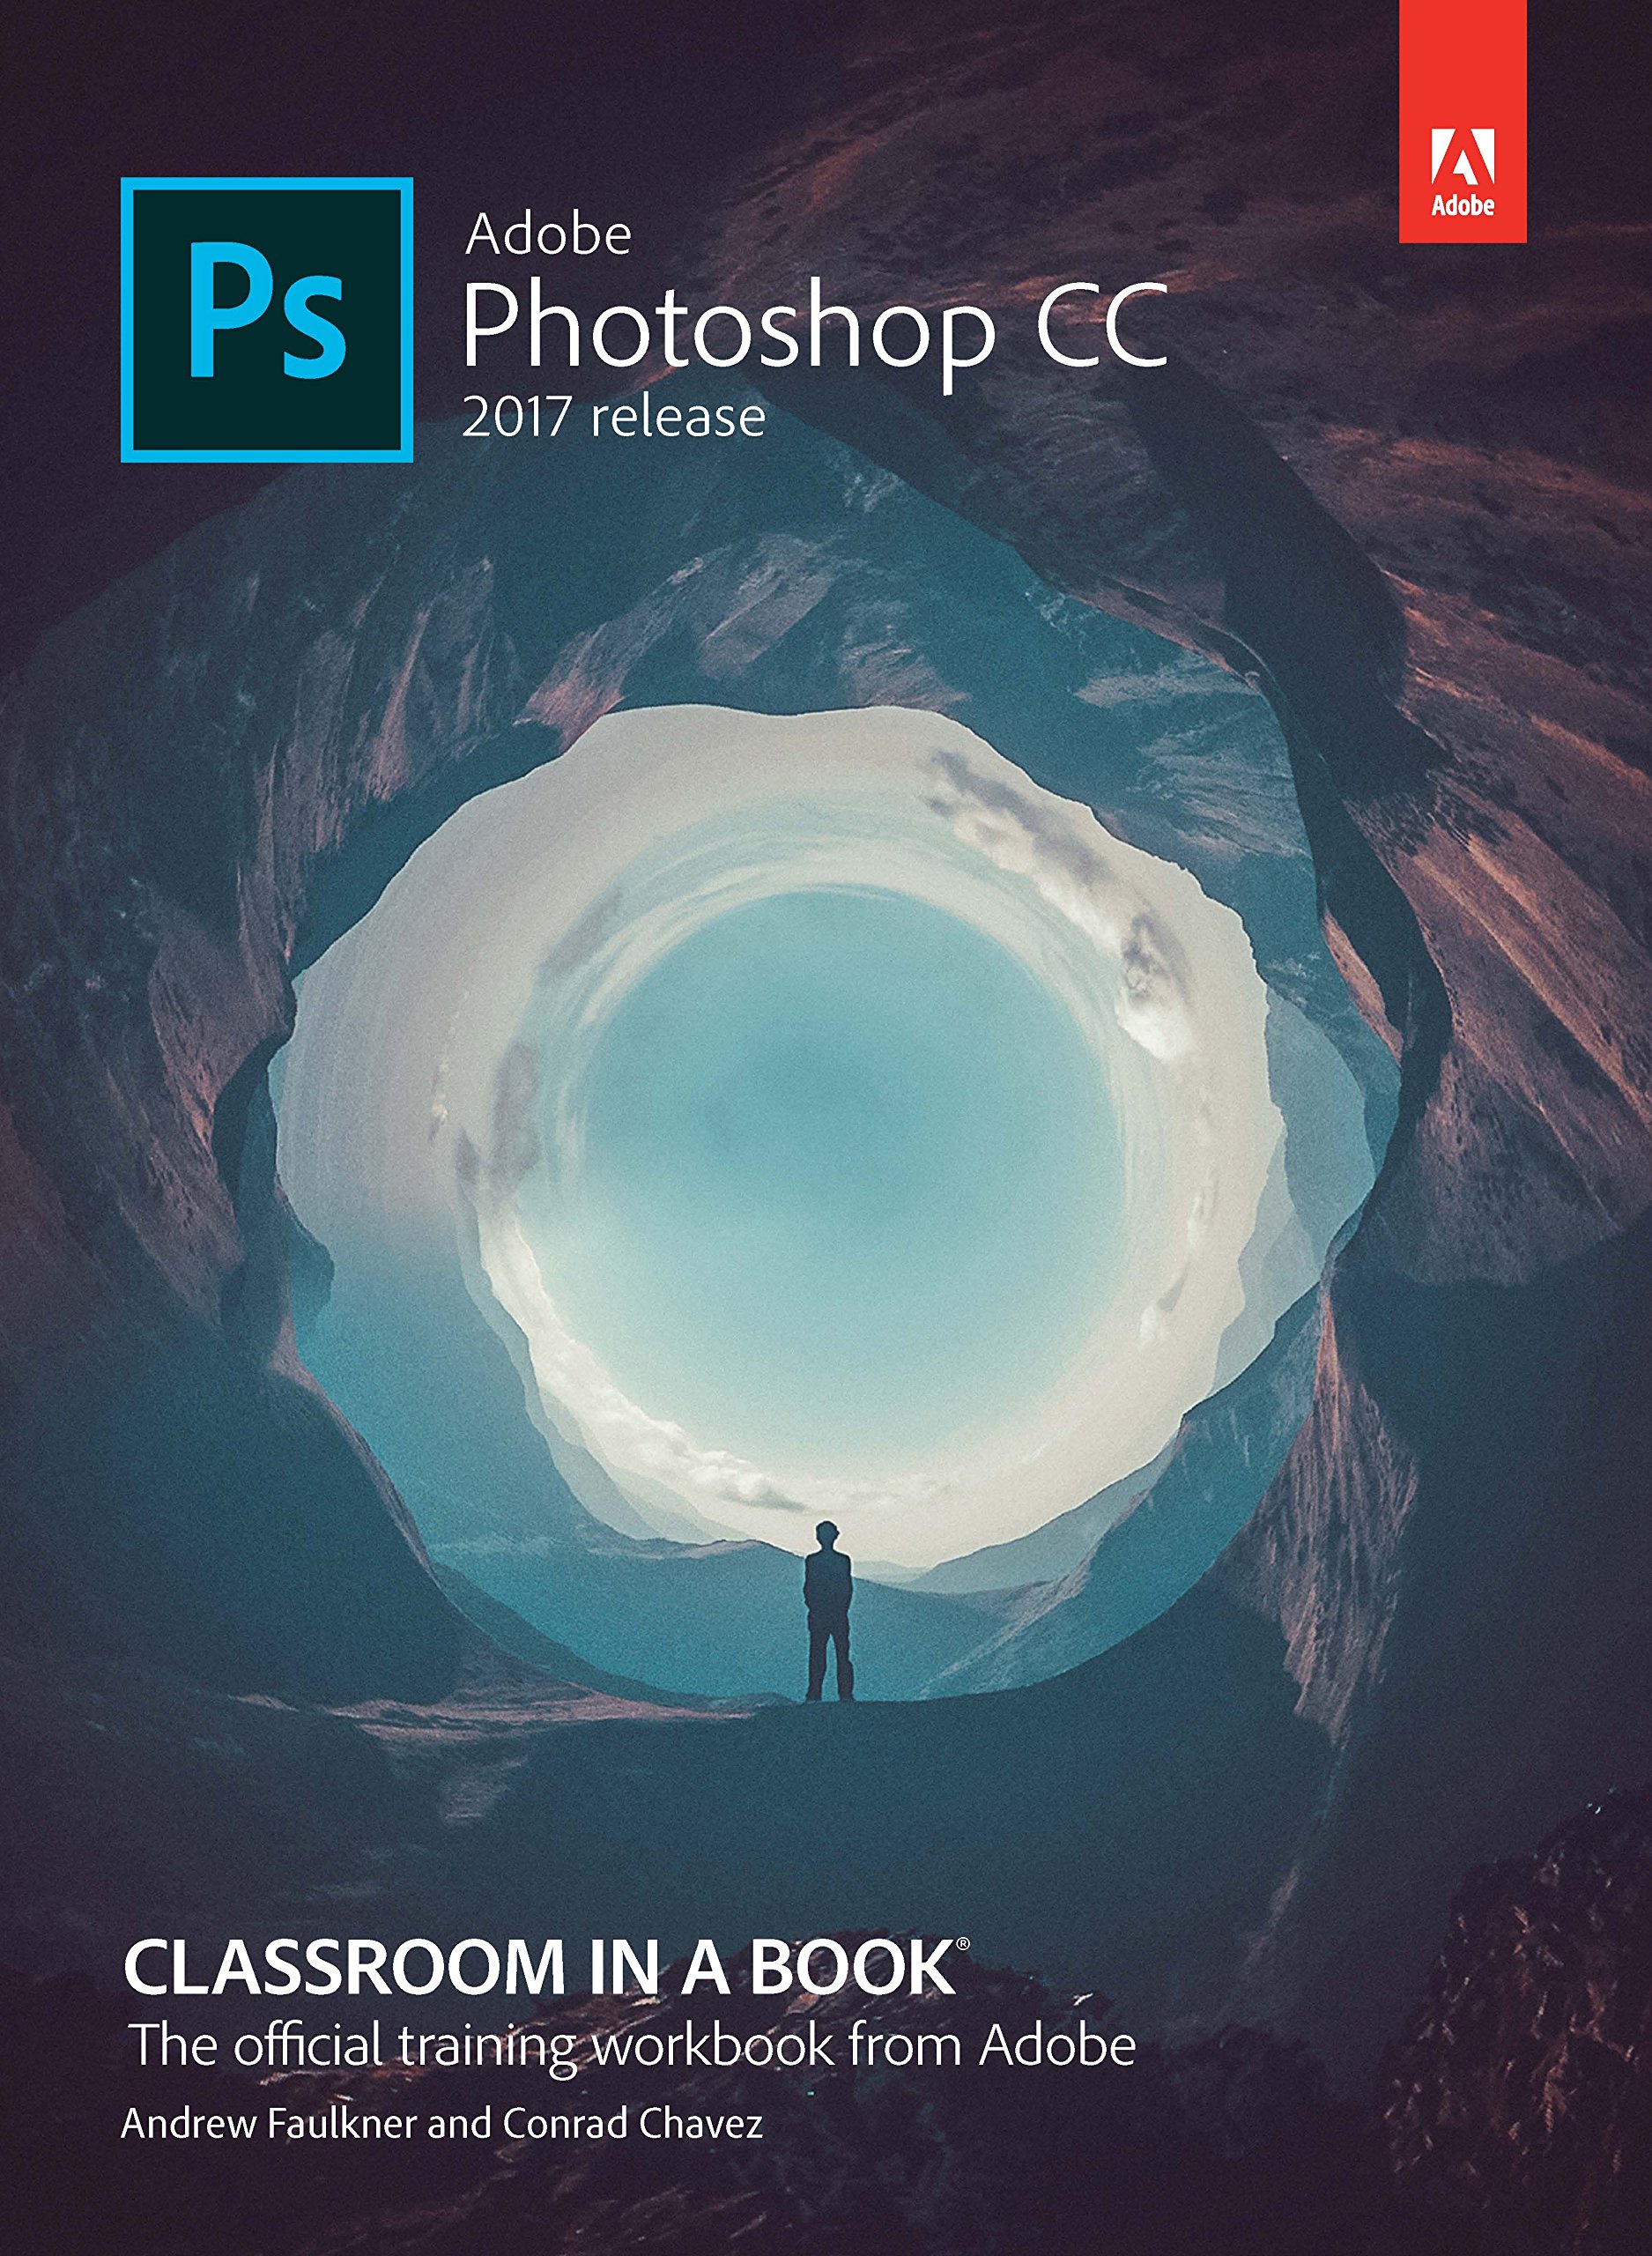 Adobe
Ps
Adobe
Photoshop CC
2017 release
CLASSROOM IN A BOOK®
The official training workbook from Adobe
Andrew Faulkner and Conrad Chavez